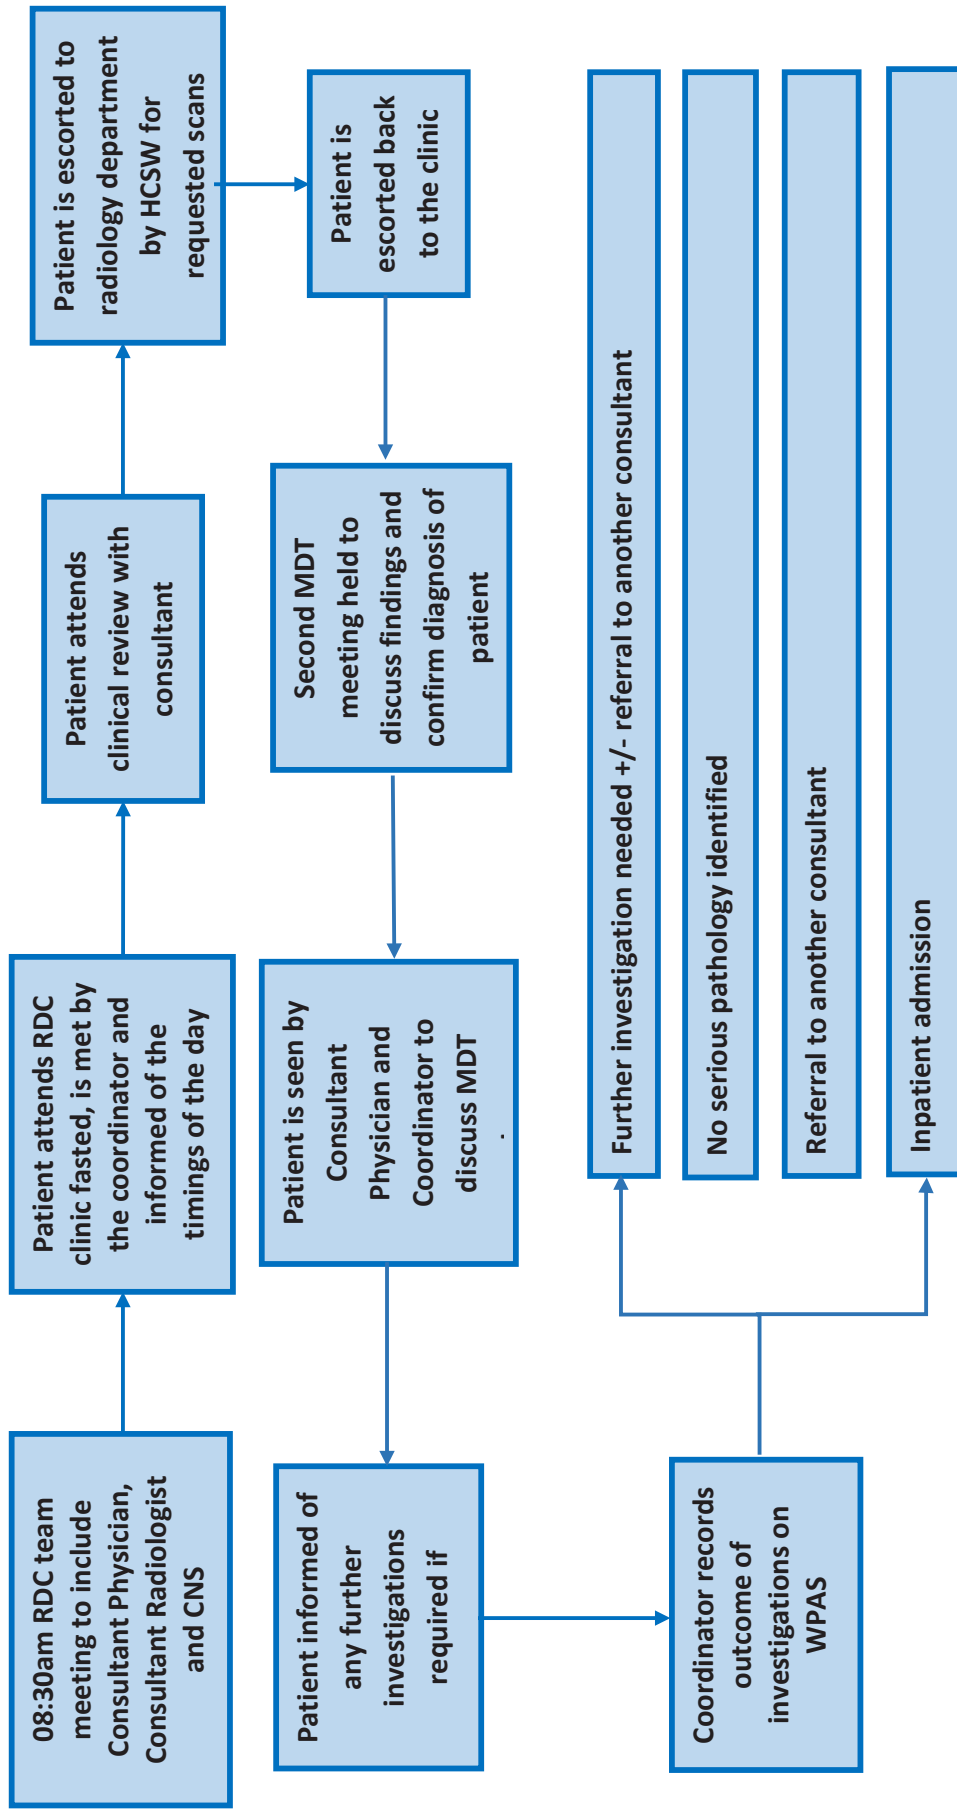 08:30am RDC team
meeting to include
Consultant Physician,
Consultant Radiologist
and CNS
Patient attends RDC
clinic fasted, is met by
the coordinator and
informed of the
timings of the day
Patient attends
clinical review with
consultant
Patient is escorted to
radiology department
by HCSW for
requested scans
Patient is
escorted back
to the clinic
Second MDT
meeting held to
discuss findings and
confirm diagnosis of
patient
Patient is seen by
Consultant
Physician and
Coordinator to
discuss MDT
.
Patient informed of
any further
investigations
required if
Coordinator records
outcome of
investigations on
WPAS
Further investigation needed +/- referral to another consultant
No serious pathology identified
Referral to another consultant
Inpatient admission